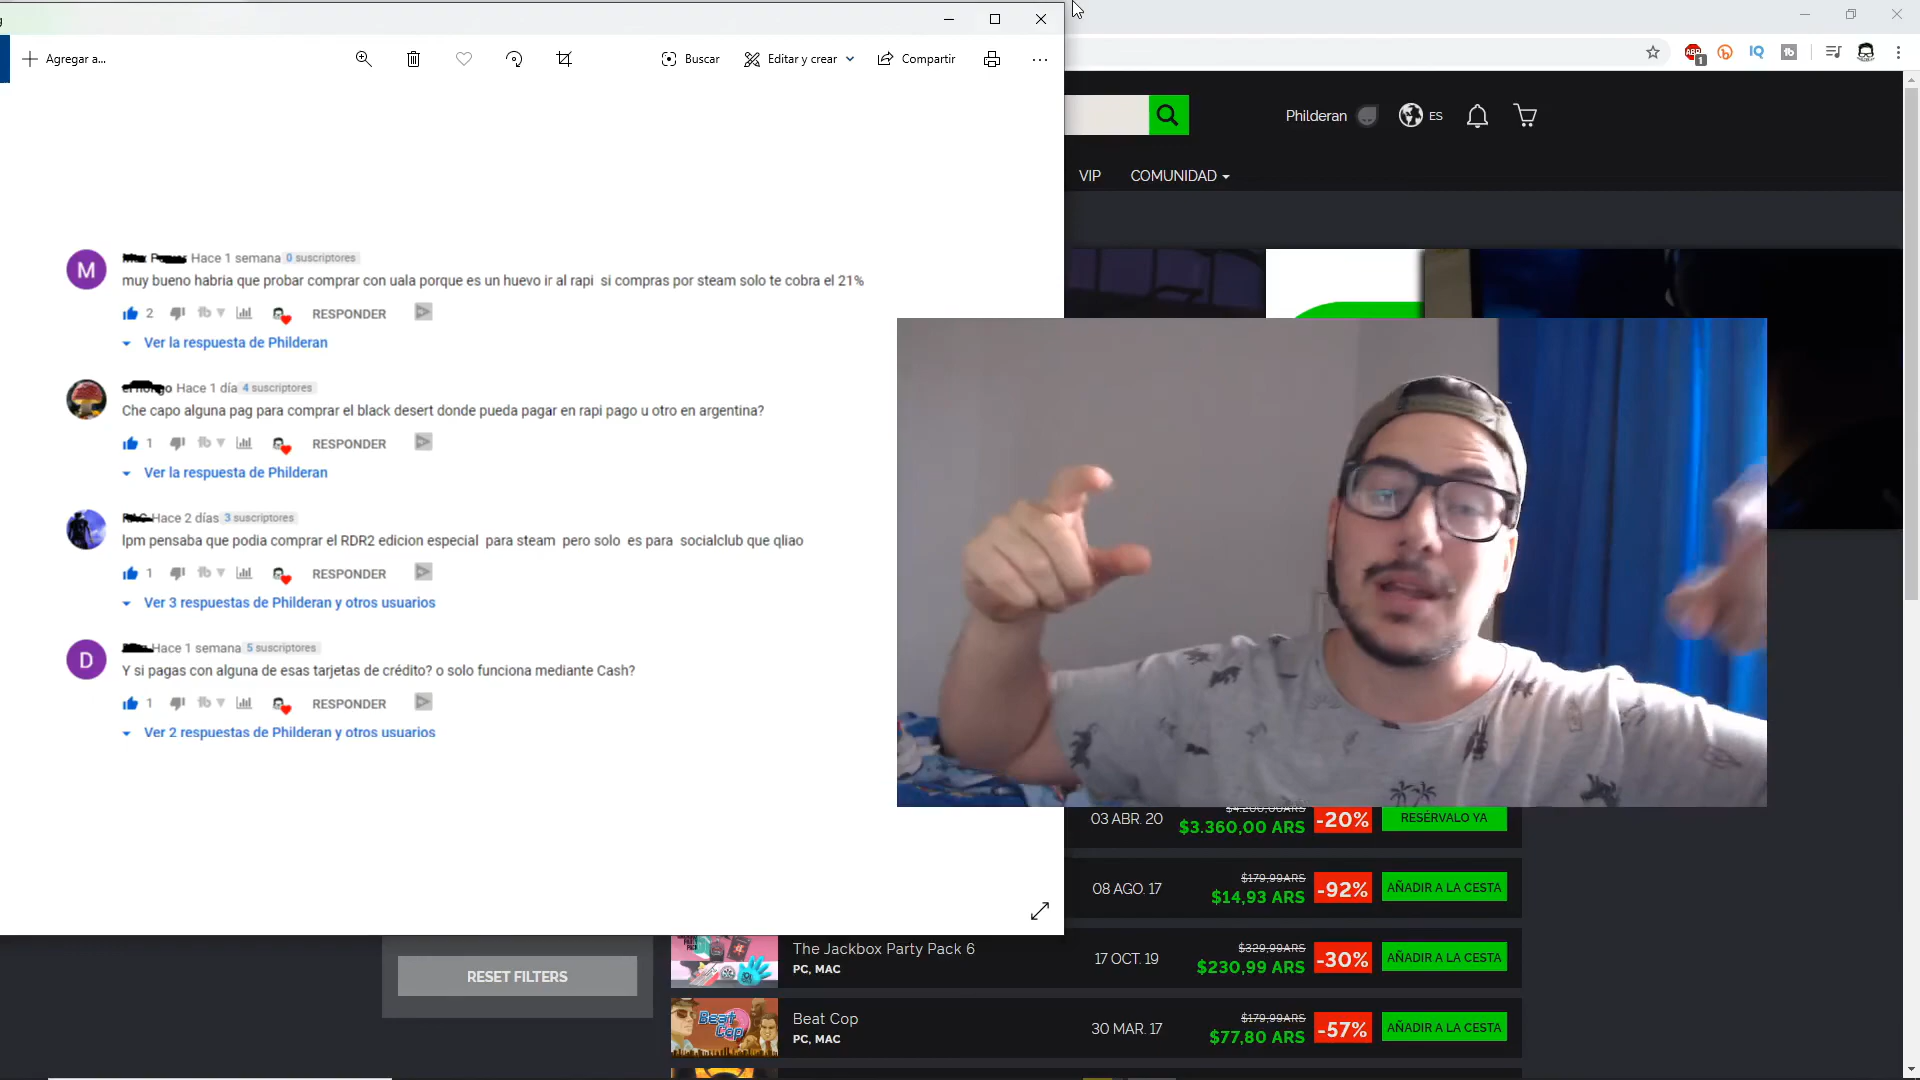 Agregar a...
Buscar
Editar y crear
Compartir
ABP
1
IQ
tb
Philderan
ES
VIP
COMUNIDAD
M
Hace 1 semana 0 suscriptores
muy bueno habria que probar comprar con uala porque es un huevo ir al rapi si compras por steam solo te cobra el 21%
2
RESPONDER
Ver la respuesta de Philderan
Hace 1 día 4 suscriptores
Che capo alguna pag para comprar el black desert donde pueda pagar en rapi pago u otro en argentina?
1
RESPONDER
Ver la respuesta de Philderan
Hace 2 días 3 suscriptores
lpm pensaba que podia comprar el RDR2 edicion especial para steam pero solo es para socialclub que qliao
1
RESPONDER
Ver 3 respuestas de Philderan y otros usuarios
D
Hace 1 semana 5 suscriptores
Y si pagas con alguna de esas tarjetas de crédito? o solo funciona mediante Cash?
1
RESPONDER
Ver 2 respuestas de Philderan y otros usuarios
$4.200,00ARS
03 ABR. 20 $3.360,00 ARS -20% RESÉRVALO YA
$179,99ARS
08 AGO. 17 $14,93 ARS -92% AÑADIR A LA CESTA
RESET FILTERS
The Jackbox Party Pack 6
PC, MAC
17 OCT. 19
$329,99ARS
$230,99 ARS -30% AÑADIR A LA CESTA
Beat Cop
Beat Cop
PC, MAC
30 MAR. 17
$179,99ARS
$77,80 ARS -57% AÑADIR A LA CESTA